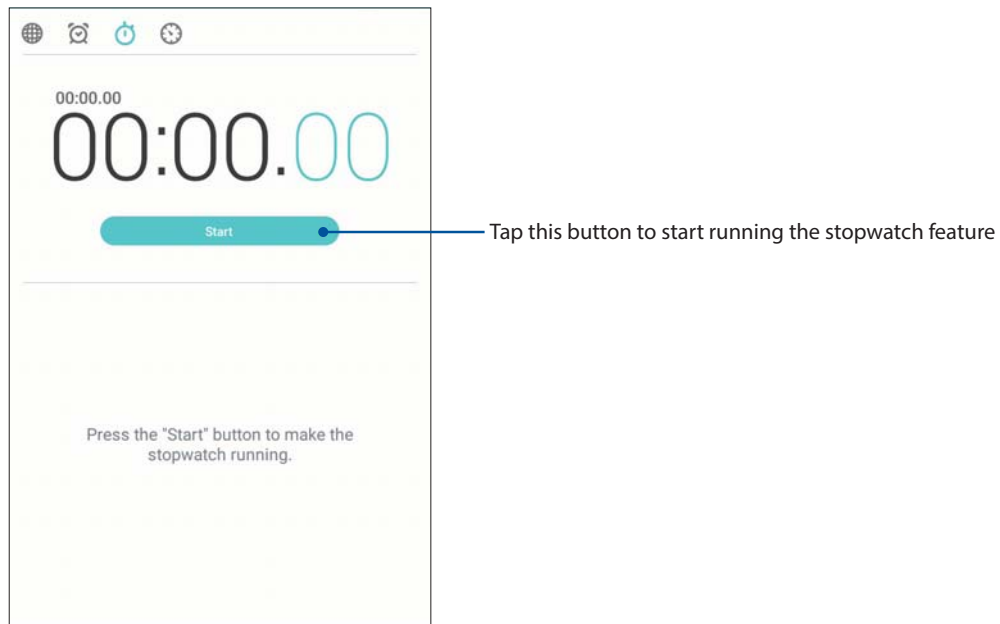 00:00.00
00:00.00
Start
Tap this button to start running the stopwatch feature
Press the "Start" button to make the
stopwatch running.